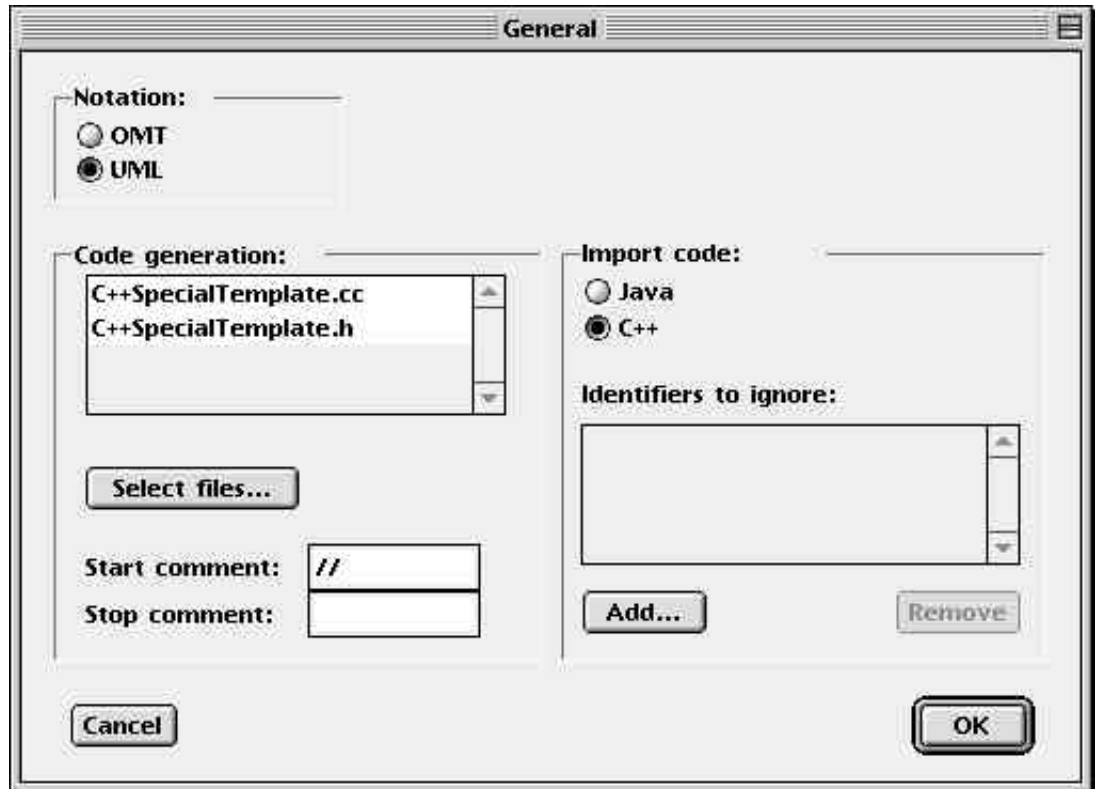 General
Notation:
OMT
UML
Code generation:
C++SpecialTemplate.cc
C++SpecialTemplate.h
Select files...
Start comment: //
Stop comment:
Import code:
Java
C++
Identifiers to ignore:
Add... Remove
Cancel OK